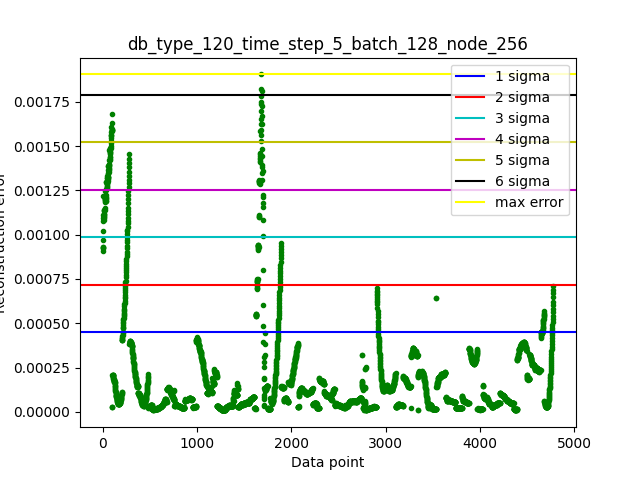 db_type_120_time_step_5_batch_128_node_256
1 sigma
2 sigma
3 sigma
4 sigma
5 sigma
6 sigma
max error
0.00175
0.00150
0.00125
0.00100
0.00075
0.00050
0.00025
0.00000
0 1000 2000 3000 4000 5000
Data point
Reconstruction error